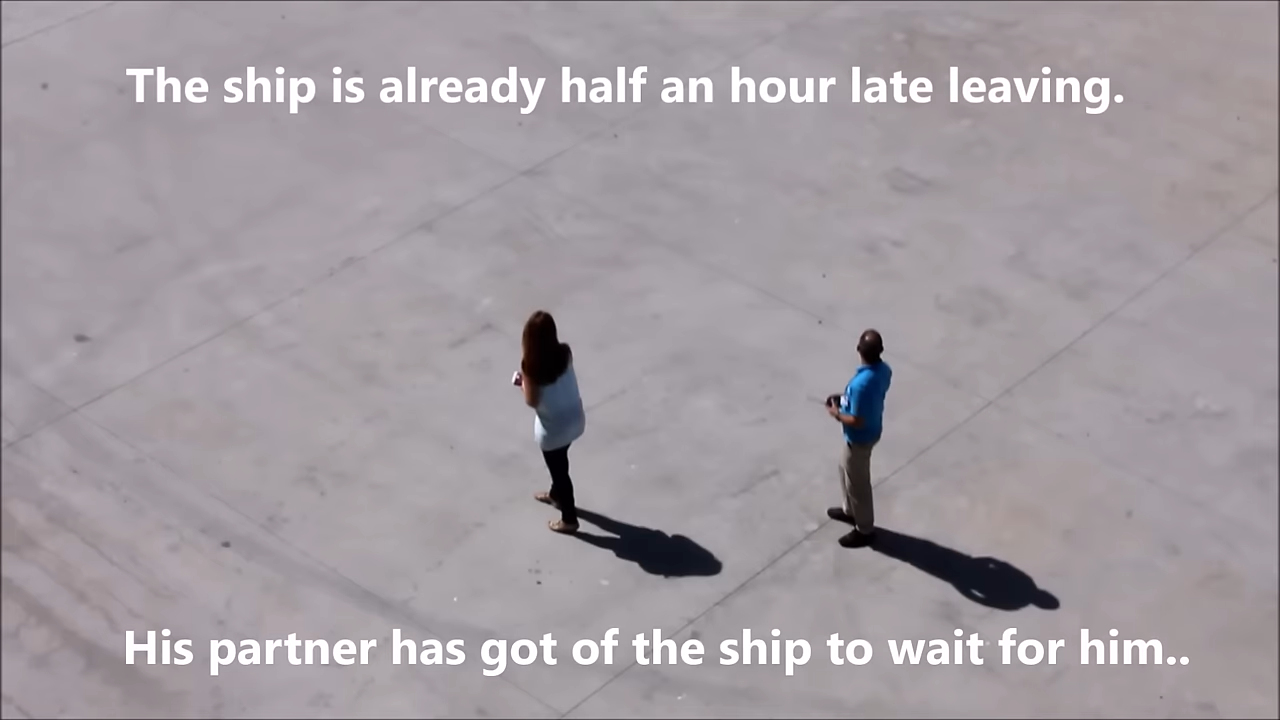 The ship is already half an hour late leaving.
His partner has got of the ship to wait for him..